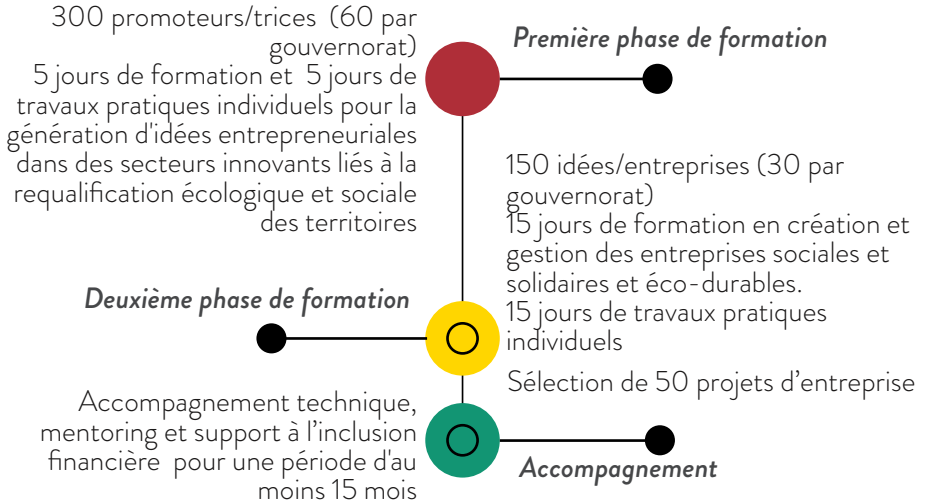 300 promoteurs/trices (60 par
gouvernorat)
5 jours de formation et 5 jours de
travaux pratiques individuels pour la
génération d'idées entrepreneuriales
dans des secteurs innovants liés à la
requalification écologique et sociale
des territoires
Première phase de formation
150 idées/entreprises (30 par
gouvernorat)
15 jours de formation en création et
gestion des entreprises sociales et
solidaires et éco-durables.
15 jours de travaux pratiques
individuels
Deuxième phase de formation
Sélection de 50 projets d’entreprise
Accompagnement technique,
mentoring et support à l’inclusion
financière pour une période d'au
moins 15 mois
Accompagnement